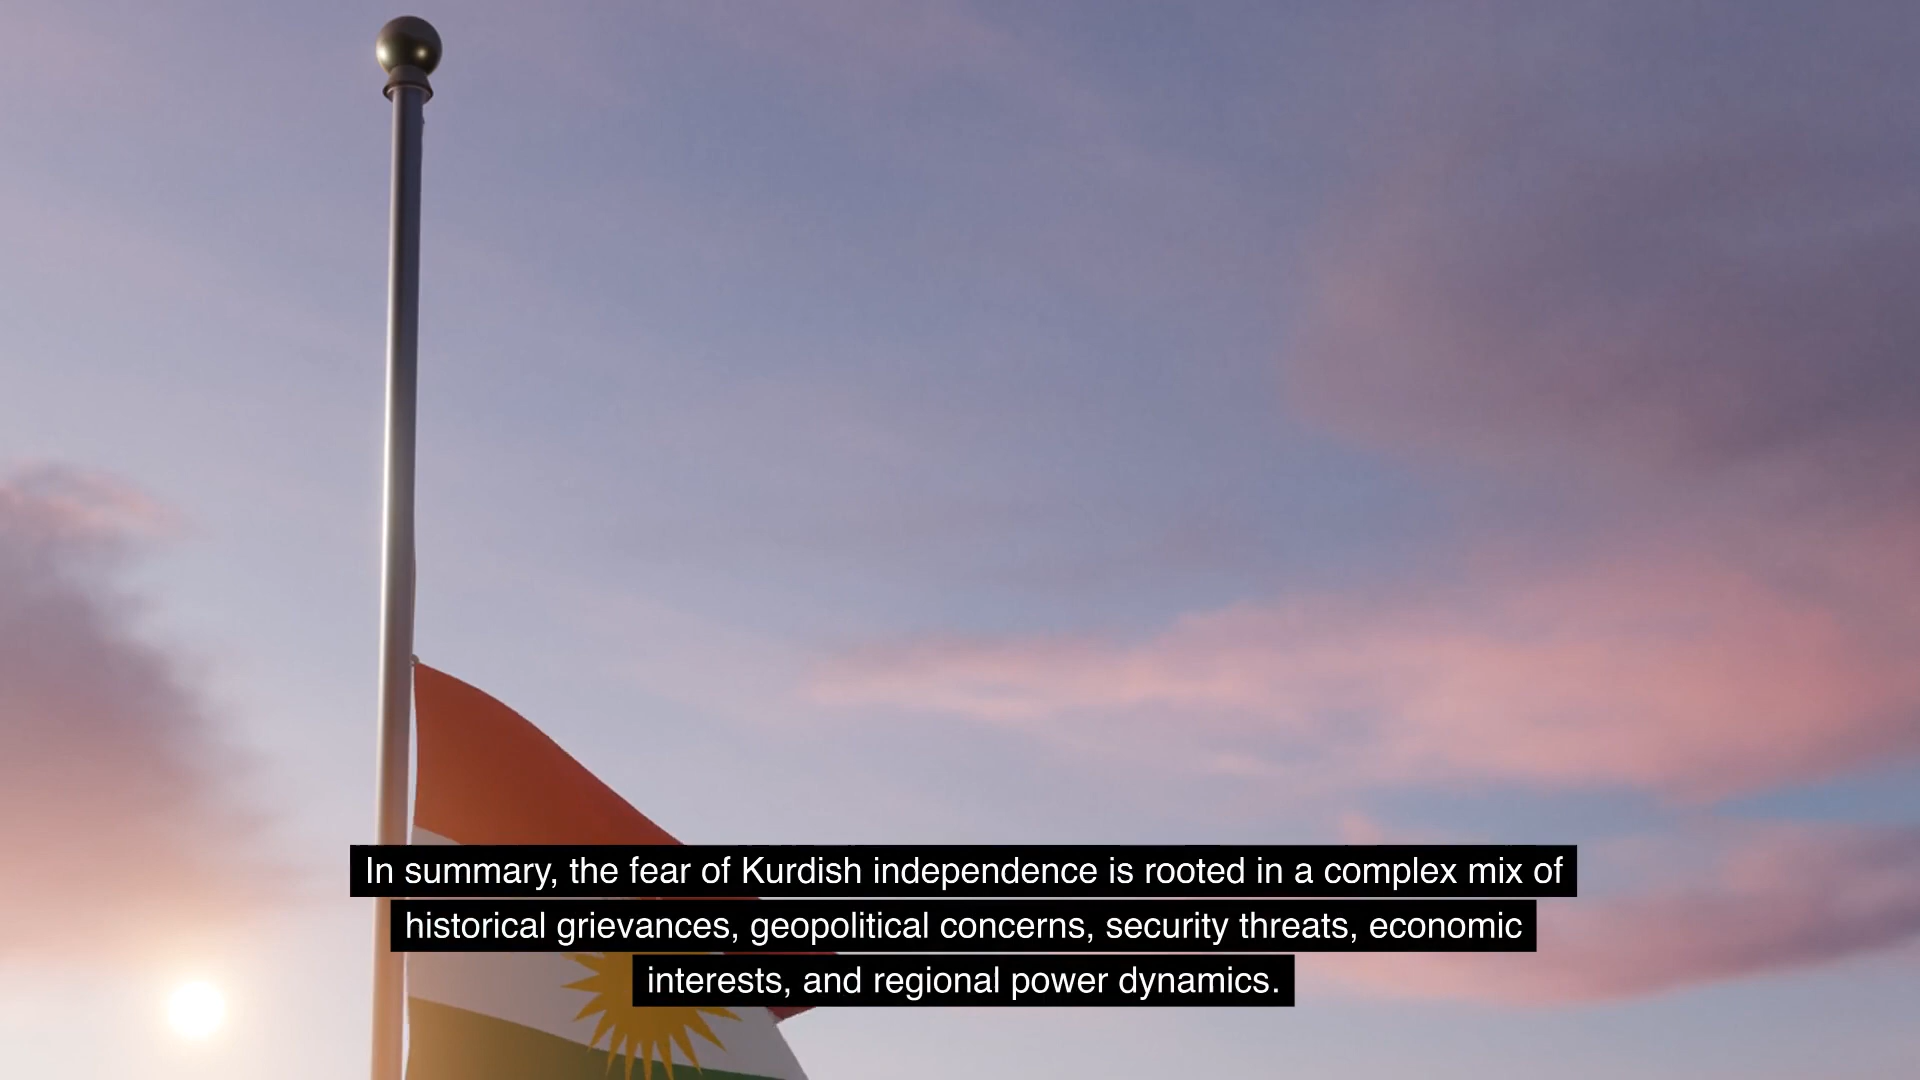 In summary, the fear of Kurdish independence is rooted in a complex mix of
historical grievances, geopolitical concerns, security threats, economic
interests, and regional power dynamics.